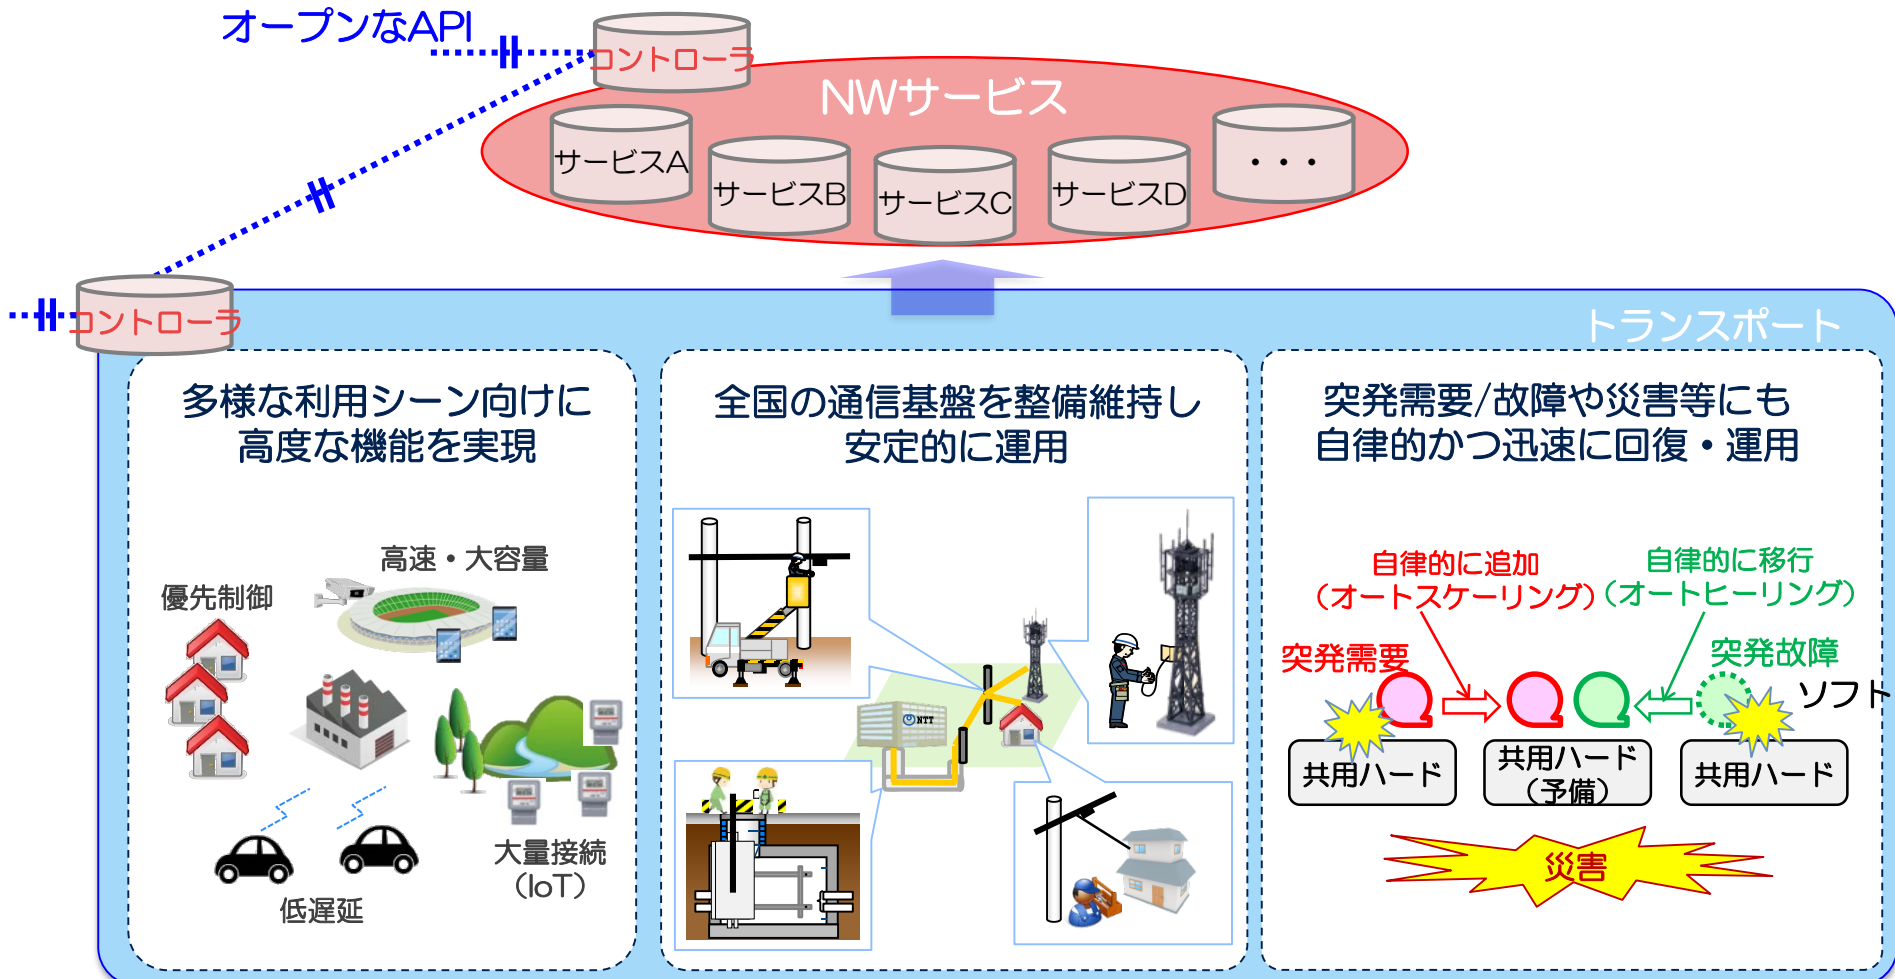 オープンなAPI
コントローラ
NWサービス
サービスA
サービスB
サービスC
サービスD
・・・
コントローラ
トランスポート
多様な利用シーン向けに
高度な機能を実現
高速・大容量
優先制御
大量接続
（IoT）
低遅延
全国の通信基盤を整備維持し
安定的に運用
NTT
突発需要/故障や災害等にも
自律的かつ迅速に回復・運用
自律的に追加
（オートスケーリング）
自律的に移行
（オートヒーリング）
突発需要
突発故障
ソフト
共用ハード
共用ハード
（予備）
共用ハード
災害